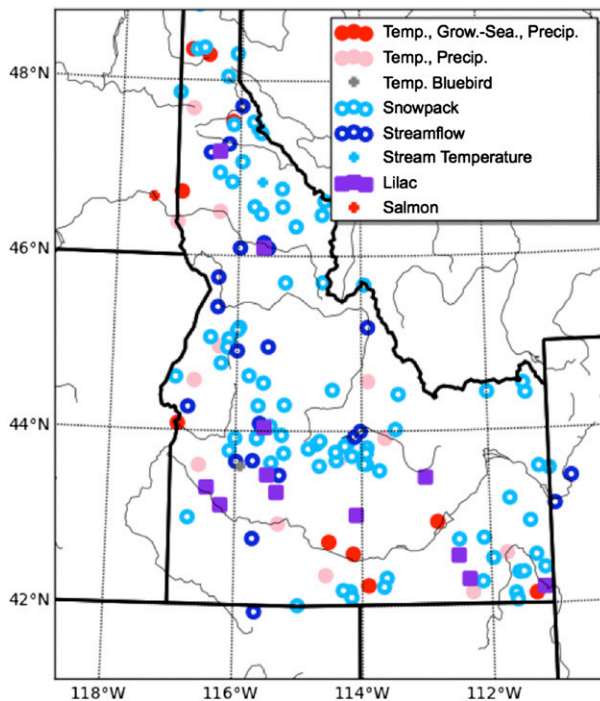 Temp., Grow.-Sea., Precip.
Temp., Precip.
Temp. Bluebird
Snowpack
Streamflow
Stream Temperature
Lilac
Salmon
48°N
46°N
44°N
42°N
118°W 116°W 114°W 112°W